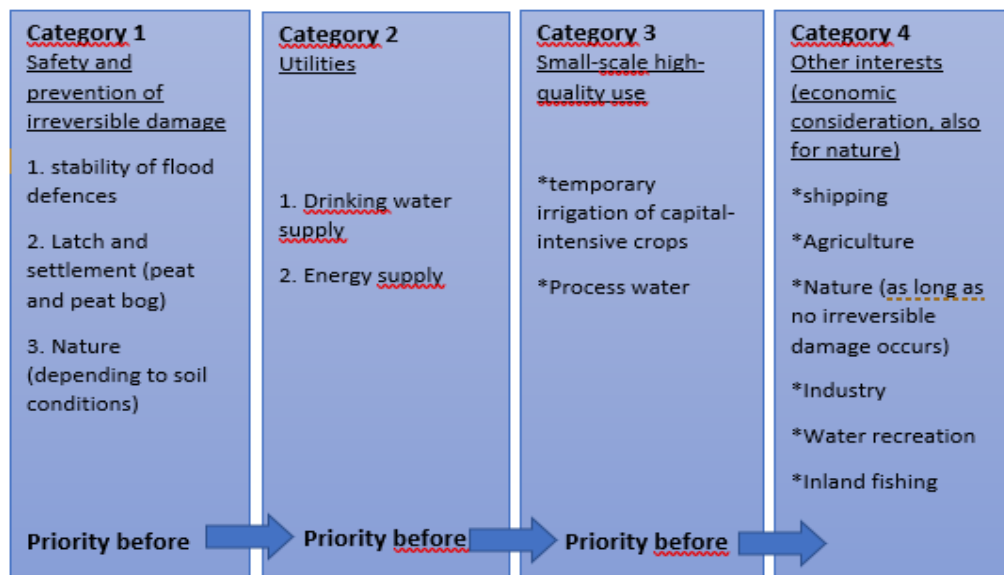 Category 1
Safety and
prevention of
irreversible damage
1. stability of flood
defences
2. Latch and
settlement (peat
and peat bog)
3. Nature
(depending to soil
conditions)
Priority before
Category 2
Utilities
1. Drinking water
supply
2. Energy supply
Priority before
Category 3
Small-scale high-
quality use
*temporary
irrigation of capital-
intensive crops
*Process water
Priority before
Category 4
Other interests
(economic
consideration, also
for nature)
*shipping
*Agriculture
*Nature (as long as
no irreversible
damage occurs)
*Industry
*Water recreation
*Inland fishing